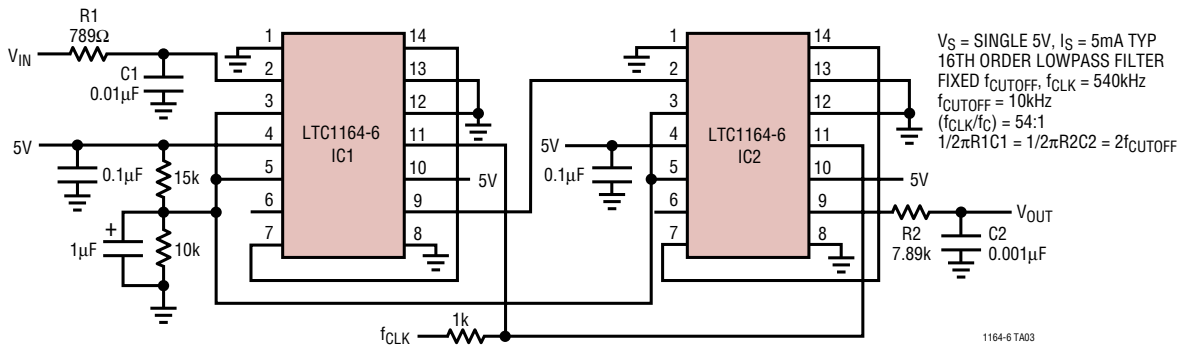 R1
789Ω
VIN
C1
0.01µF
5V
0.1µF
15k
+
1µF
10k
1
2
3
4
5
6
7
14
13
12
11
10
9
8
LTC1164-6
IC1
5V
fCLK
1k
5V
0.1µF
1
2
3
4
5
6
7
14
13
12
11
10
9
8
LTC1164-6
IC2
5V
R2
7.89k
C2
0.001µF
VOUT
VS = SINGLE 5V, IS = 5mA TYP
16TH ORDER LOWPASS FILTER
FIXED fCUTOFF, fCLK = 540kHz
fCUTOFF = 10kHz
(fCLK/fC) = 54:1
1/2πR1C1 = 1/2πR2C2 = 2fCUTOFF
1164-6 TA03